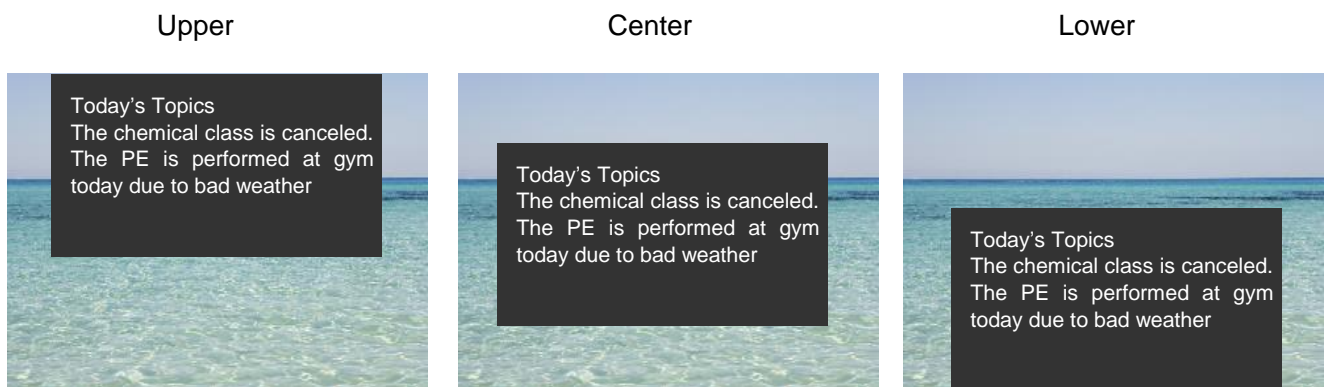 Upper
Center
Lower
Today's Topics
The chemical class is canceled.
The PE is performed at gym
today due to bad weather
Today's Topics
The chemical class is canceled.
The PE is performed at gym
today due to bad weather
Today's Topics
The chemical class is canceled.
The PE is performed at gym
today due to bad weather